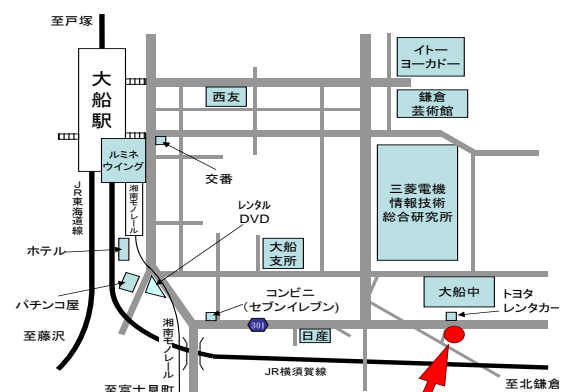 至戸塚
大船駅
ルミネ
ウイング
西友
イトー
ヨーカドー
鎌倉
芸術館
交番
三菱電機
情報技術
総合研究所
JR東海道線
湘南モノレール
レンタル
DVD
ホテル
大船
支所
パチンコ屋
コンビニ
(セブンイレブン)
大船中
トヨタ
レンタカー
301
日産
至藤沢
湘南モノレール
JR横須賀線
至北鎌倉
至富士見町